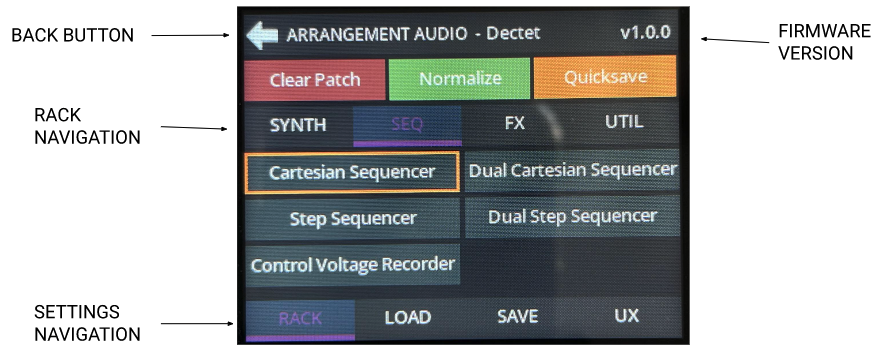 BACK BUTTON
ARRANGEMENT AUDIO - Dectet v1.0.0
FIRMWARE
VERSION
Clear Patch Normalize Quicksave
RACK
NAVIGATION
SYNTH SEQ FX UTIL
Cartesian Sequencer Dual Cartesian Sequencer
Step Sequencer Dual Step Sequencer
Control Voltage Recorder
SETTINGS
NAVIGATION
RACK LOAD SAVE UX